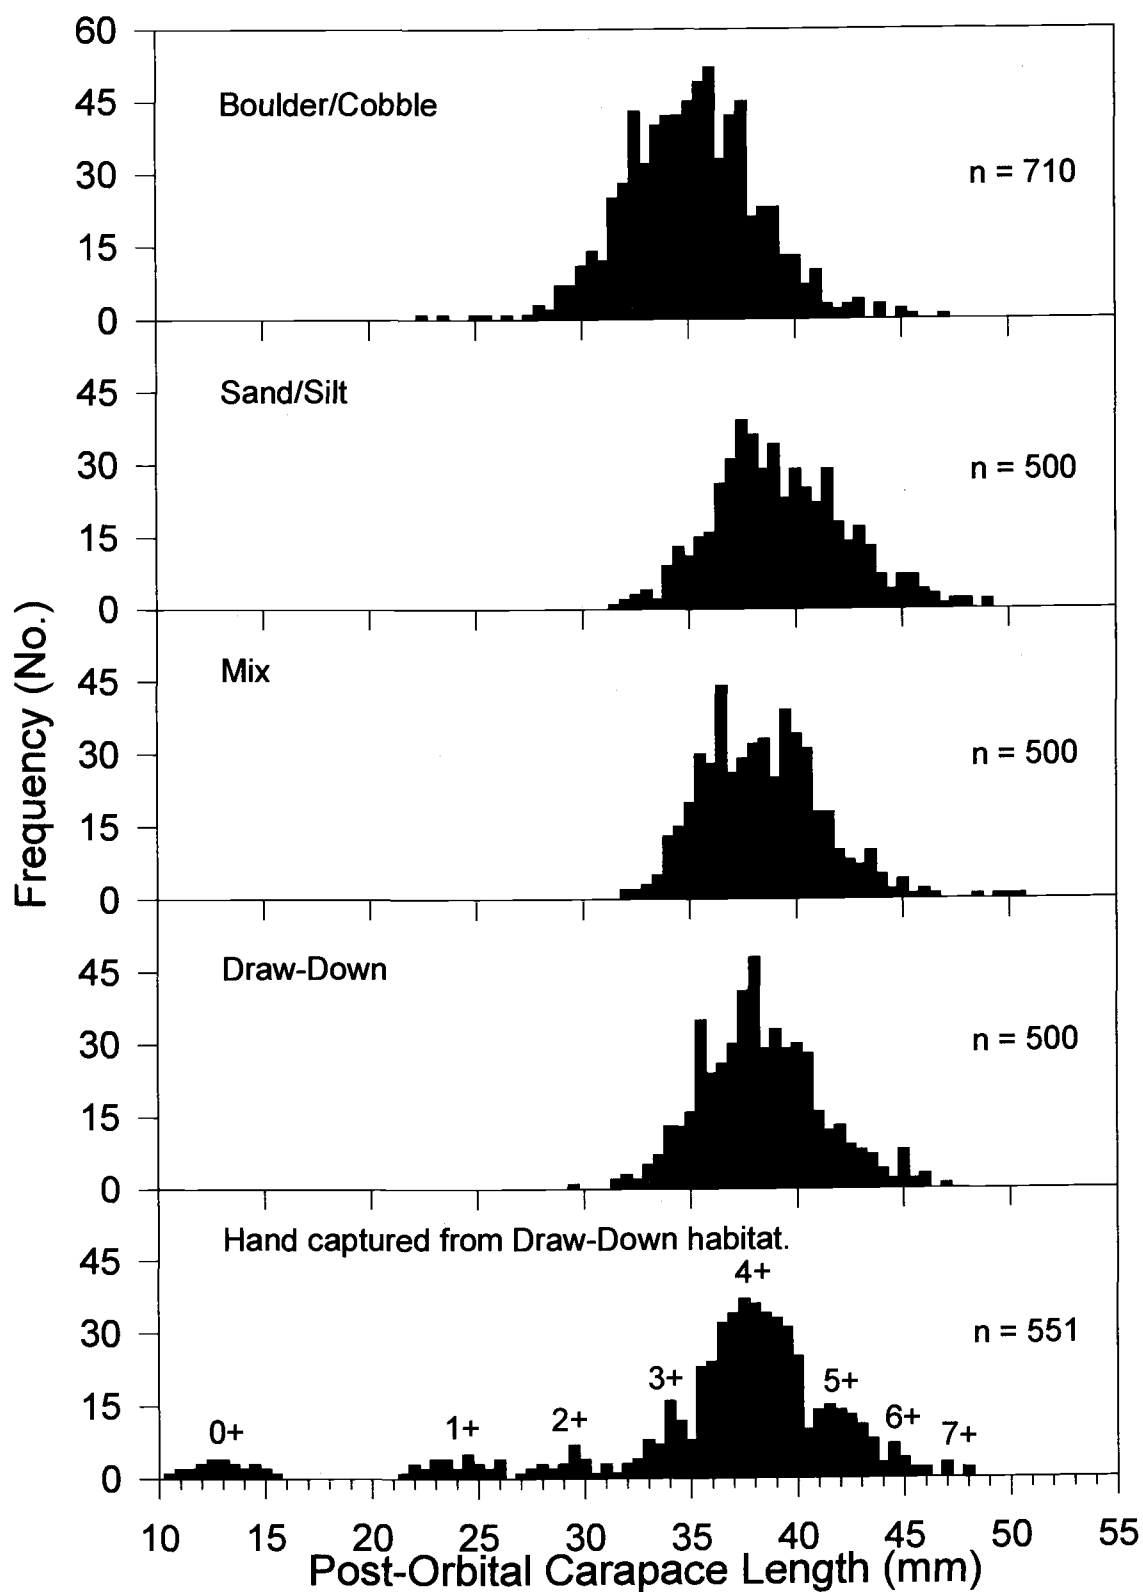 60
45
30
15
0
Boulder/Cobble
n = 710
45
30
15
0
Sand/Silt
n = 500
45
30
15
0
Mix
n = 500
45
30
15
0
Draw-Down
n = 500
45
30
15
0
Hand captured from Draw-Down habitat.
4+
n = 551
3+
5+
0+
1+
2+
6+
7+
10 15 20 25 30 35 40 45 50 55
Post-Orbital Carapace Length (mm)
Frequency (No.)